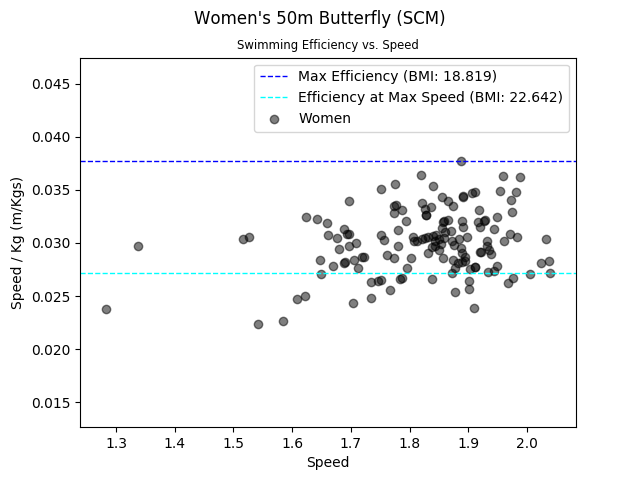 Women's 50m Butterfly (SCM)
Swimming Efficiency vs. Speed
Max Efficiency (BMI: 18.819)
Efficiency at Max Speed (BMI: 22.642)
Women
Speed / Kg (m/Kgs)
0.045
0.040
0.035
0.030
0.025
0.020
0.015
1.3 1.4 1.5 1.6 1.7 1.8 1.9 2.0
Speed